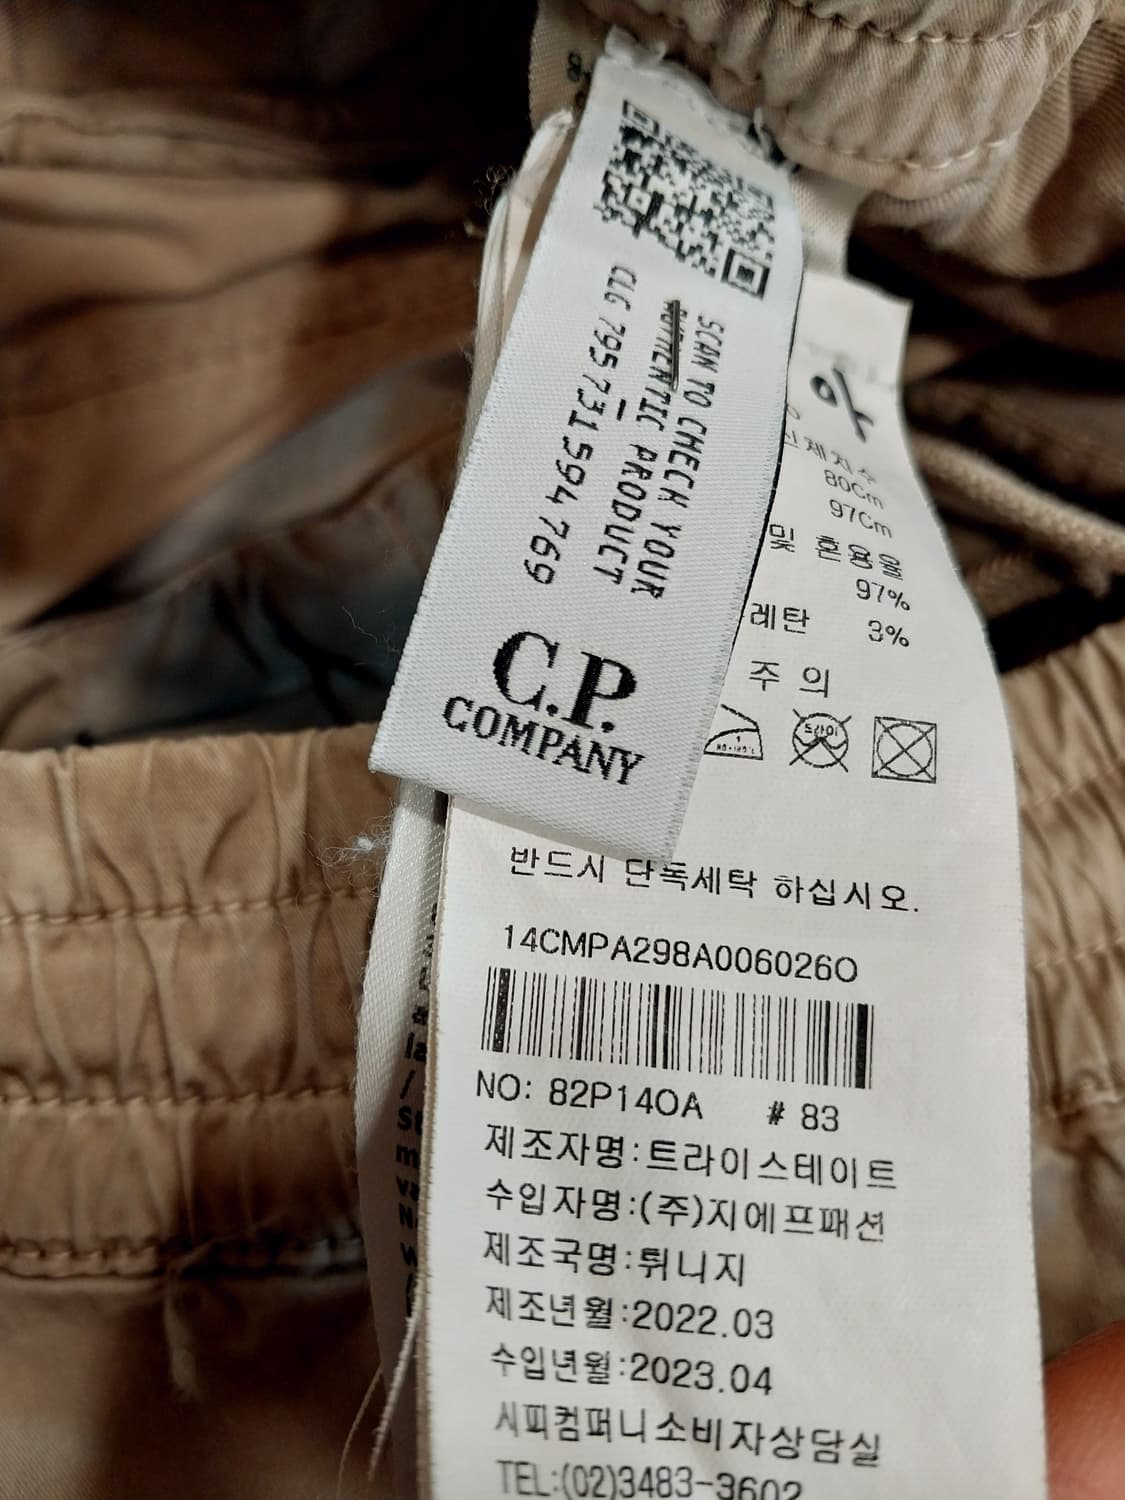 SCAN TO CHECK YOUR
AUTHENTIC PRODUCT
CLG 795731594769
C.P.
COMPANY
신체치수
80Cm
97Cm
및 혼용율
97%
레탄 3%
주 의
드라이
반드시 단독세탁 하십시오.
14CMPA298A006026O
NO: 82P14OA # 83
제조자명:트라이스테이트
수입자명:(주)지에프패션
제조국명:튀니지
제조년월:2022.03
수입년월:2023.04
시피컴퍼니소비자상담실
TEL:(02)3483-3602